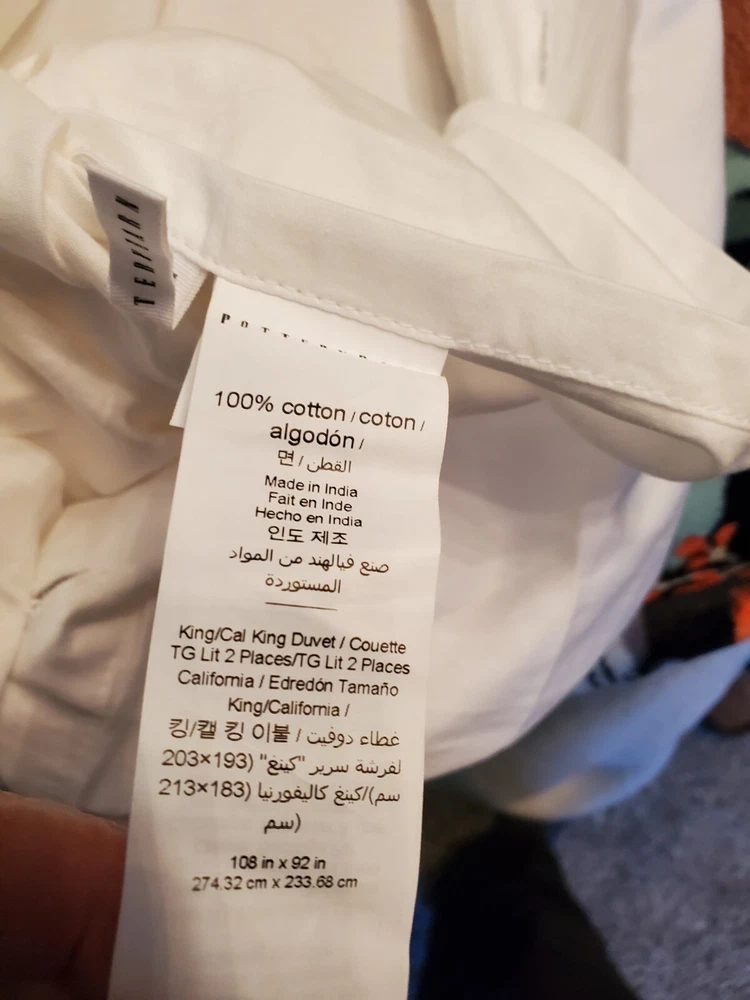 100% cotton / coton /
algodón /
면 / القطن
Made in India
Fait en Inde
Hecho en India
인도 제조
صنع فيالهند من المواد
المستوردة
King/Cal King Duvet / Couette
TG Lit 2 Places/TG Lit 2 Places
California / Edredón Tamaño
King/California /
킹/캘 킹 이불 / غطاء دوفيت
لفرشة سرير "كينغ" (193×203
سم)/كينغ كاليفورنيا (183×213
سم)
108 in x 92 in
274.32 cm x 233.68 cm